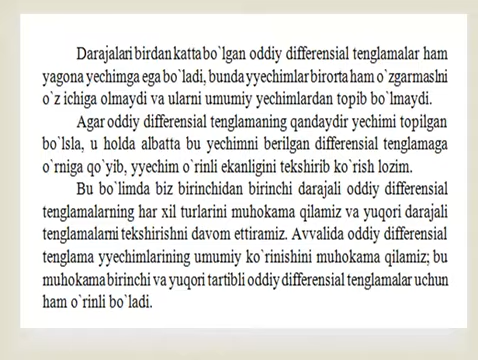 Darajalari birdan katta bo`lgan oddiy differensial tenglamalar ham
yagona yechimga ega bo`ladi, bunda yyechimlar birorta ham o`zgarmaslni
o`z ichiga olmaydi va ularni umumiy yechimlardan topib bo`lmaydi.
Agar oddiy differensial tenglamaning qandaydir yechimi topilgan
bo`lsla, u holda albatta bu yechimni berilgan differensial tenglamaga
o`rniga qo`yib, yyechim o`rinli ekanligini tekshirib ko`rish lozim.
Bu bo`limda biz birinchidan birinchi darajali oddiy differensial
tenglamalarning har xil turlarini muhokama qilamiz va yuqori darajali
tenglamalarni tekshirishni davom ettiramiz. Avvalida oddiy differensial
tenglama yyechimlarining umumiy ko`rinishini muhokama qilamiz; bu
muhokama birinchi va yuqori tartibli oddiy differensial tenglamalar uchun
ham o`rinli bo`ladi.